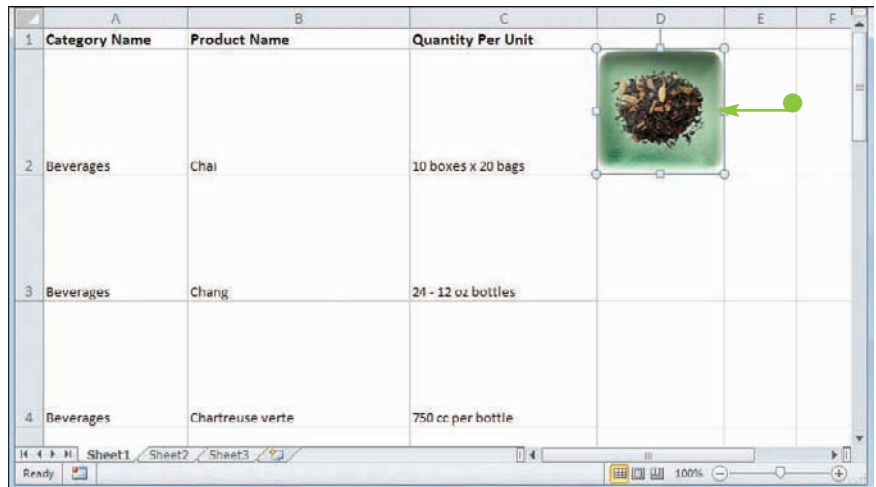 A B C D E F
1 Category Name Product Name Quantity Per Unit
2 Beverages Chai 10 boxes x 20 bags
3 Beverages Chang 24 - 12 oz bottles
4 Beverages Chartreuse verte 750 cc per bottle
Sheet1 Sheet2 Sheet3
Ready 100%